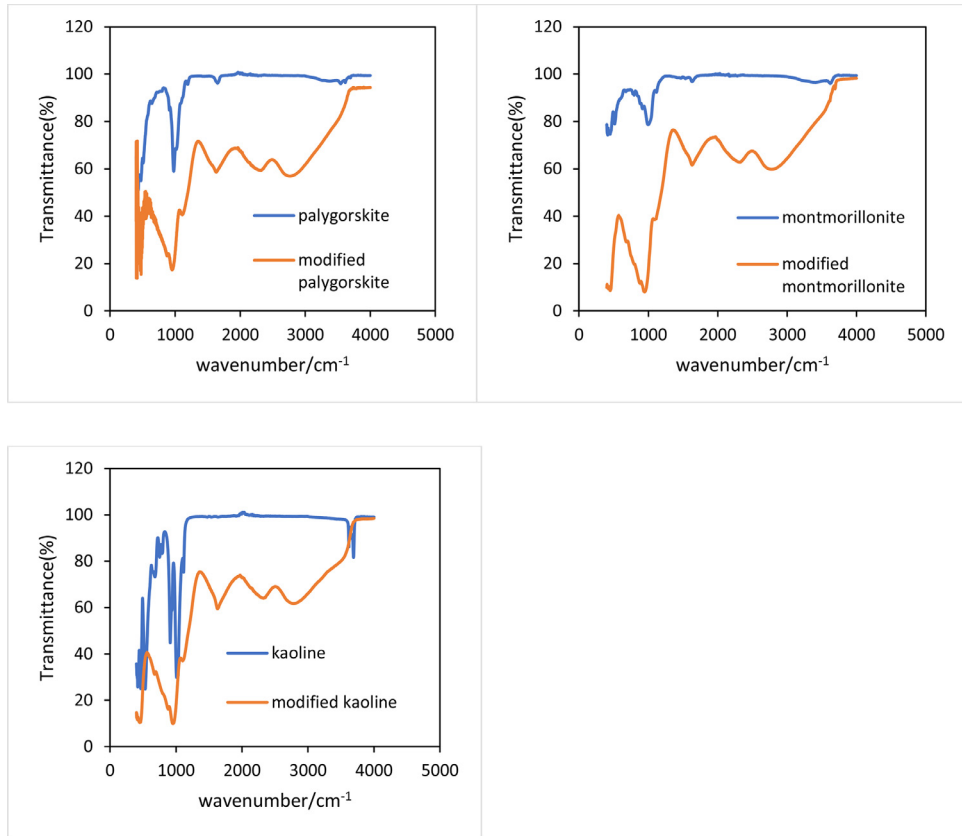 120
100
80
60
40
20
0
Transmittance(%)
palygorskite
modified
palygorskite
0 1000 2000 3000 4000 5000
wavenumber/cm⁻¹
120
100
80
60
40
20
0
Transmittance(%)
montmorillonite
modified
montmorillonite
0 1000 2000 3000 4000 5000
wavenumber/cm⁻¹
120
100
80
60
40
20
0
Transmittance(%)
kaoline
modified kaoline
0 1000 2000 3000 4000 5000
wavenumber/cm⁻¹